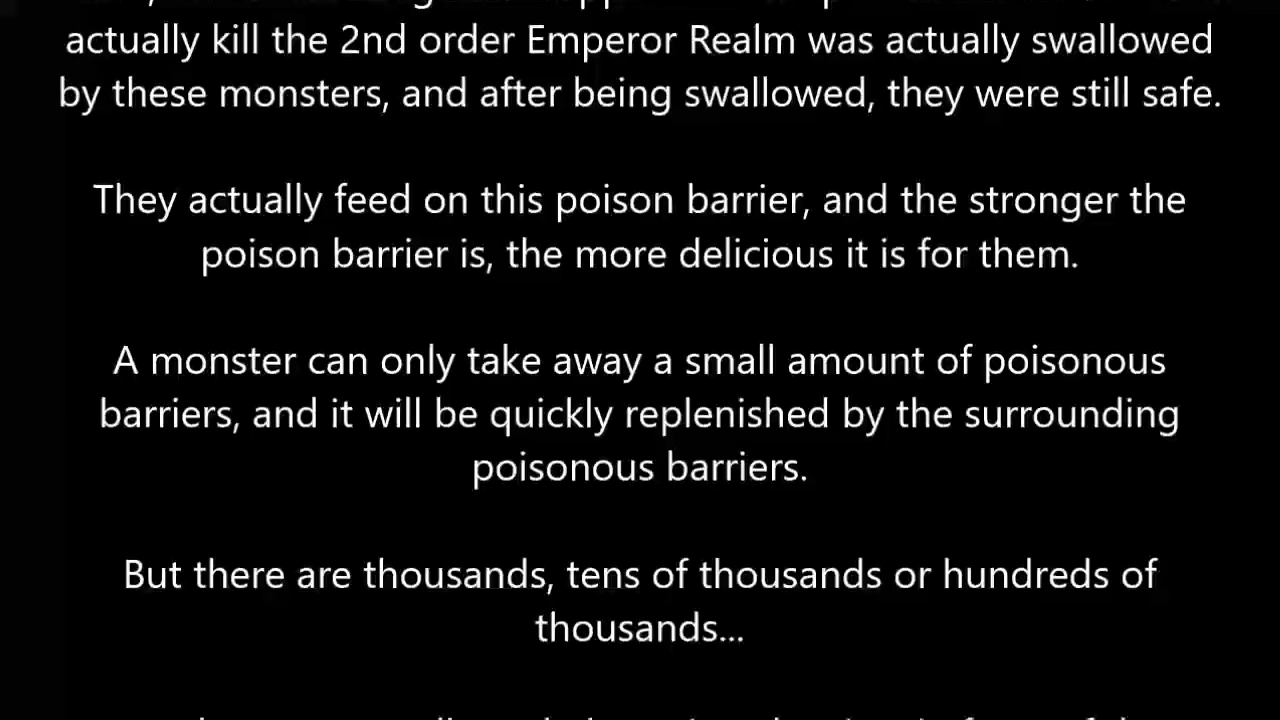 actually kill the 2nd order Emperor Realm was actually swallowed
by these monsters, and after being swallowed, they were still safe.
They actually feed on this poison barrier, and the stronger the
poison barrier is, the more delicious it is for them.
A monster can only take away a small amount of poisonous
barriers, and it will be quickly replenished by the surrounding
poisonous barriers.
But there are thousands, tens of thousands or hundreds of
thousands...